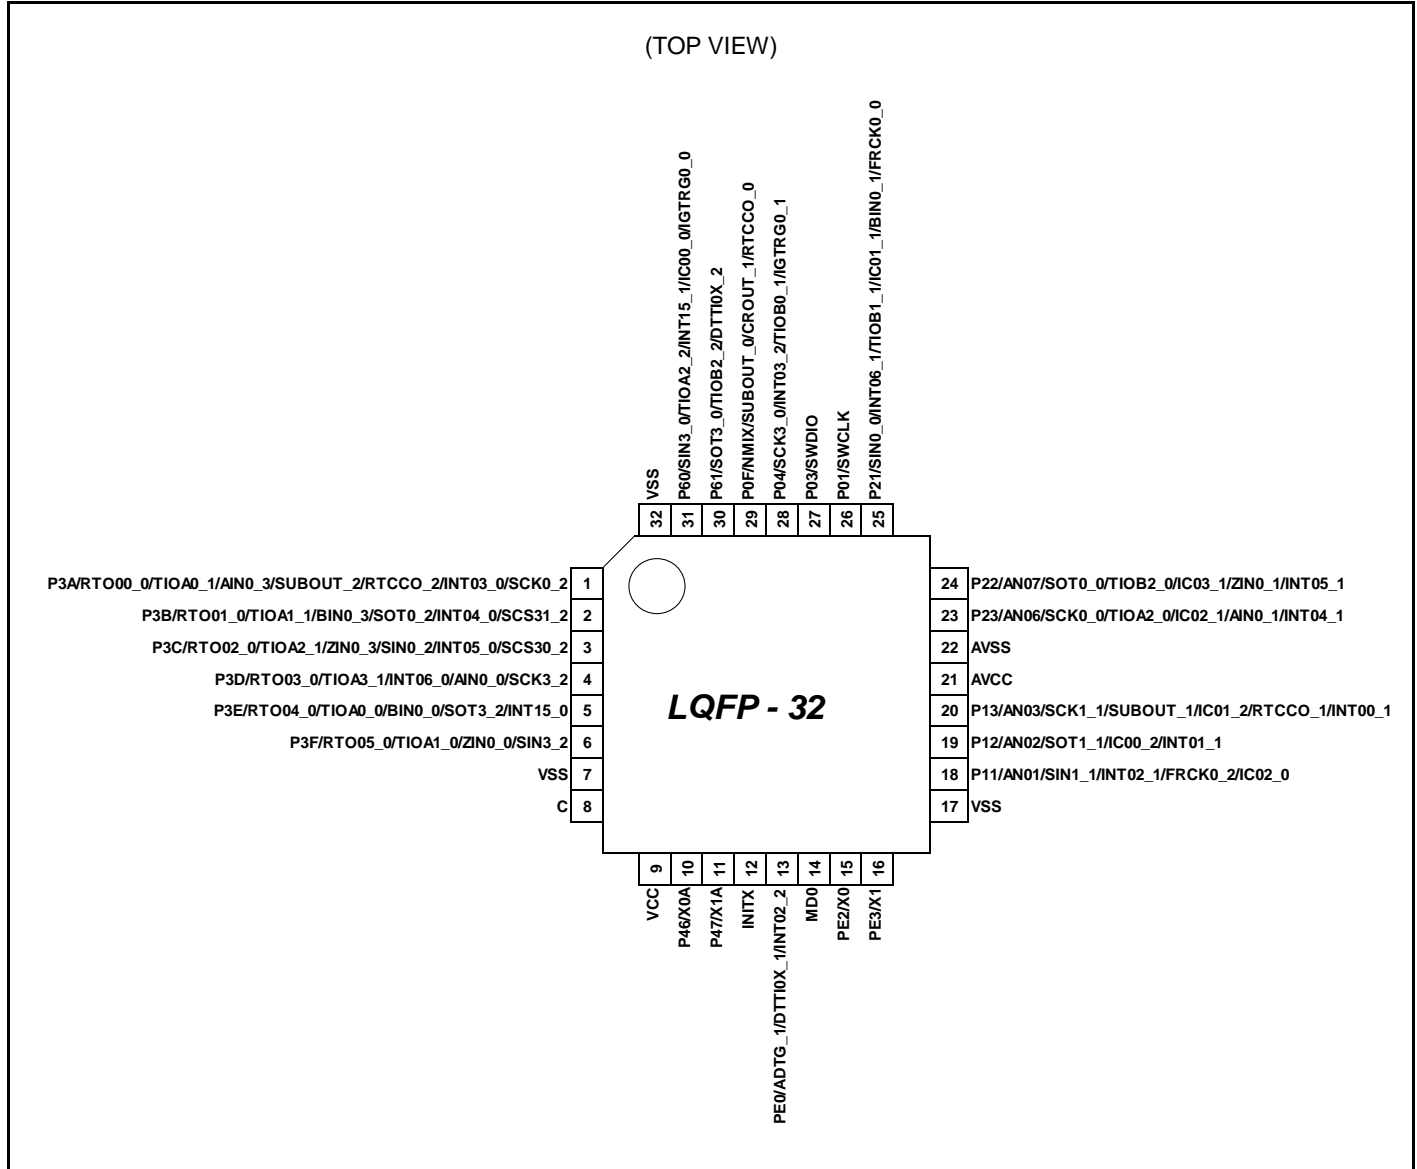 (TOP VIEW)
VSS
P60/SIN3_0/TIOA2_2/INT15_1/IC00_0/IGTRG0_0
P61/SOT3_0/TIOB2_2/DTTI0X_2
P0F/NMIX/SUBOUT_0/CROUT_1/RTCCO_0
P04/SCK3_0/INT03_2/TIOB0_1/IGTRG0_1
P03/SWDIO
P01/SWCLK
P21/SIN0_0/INT06_1/TIOB1_1/IC01_1/BIN0_1/FRCK0_0
32 31 30 29 28 27 26 25
P3A/RTO00_0/TIOA0_1/AIN0_3/SUBOUT_2/RTCCO_2/INT03_0/SCK0_2 1
P3B/RTO01_0/TIOA1_1/BIN0_3/SOT0_2/INT04_0/SCS31_2 2
P3C/RTO02_0/TIOA2_1/ZIN0_3/SIN0_2/INT05_0/SCS30_2 3
P3D/RTO03_0/TIOA3_1/INT06_0/AIN0_0/SCK3_2 4
P3E/RTO04_0/TIOA0_0/BIN0_0/SOT3_2/INT15_0 5
P3F/RTO05_0/TIOA1_0/ZIN0_0/SIN3_2 6
VSS 7
C 8
LQFP - 32
24 P22/AN07/SOT0_0/TIOB2_0/IC03_1/ZIN0_1/INT05_1
23 P23/AN06/SCK0_0/TIOA2_0/IC02_1/AIN0_1/INT04_1
22 AVSS
21 AVCC
20 P13/AN03/SCK1_1/SUBOUT_1/IC01_2/RTCCO_1/INT00_1
19 P12/AN02/SOT1_1/IC00_2/INT01_1
18 P11/AN01/SIN1_1/INT02_1/FRCK0_2/IC02_0
17 VSS
9 10 11 12 13 14 15 16
VCC
P46/X0A
P47/X1A
INITX
PE0/ADTG_1/DTTI0X_1/INT02_2
MD0
PE2/X0
PE3/X1